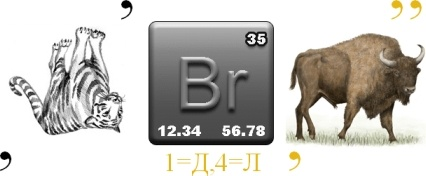 , ,,
35
Br
12.34 56.78
, 1=Д,4=Л ,